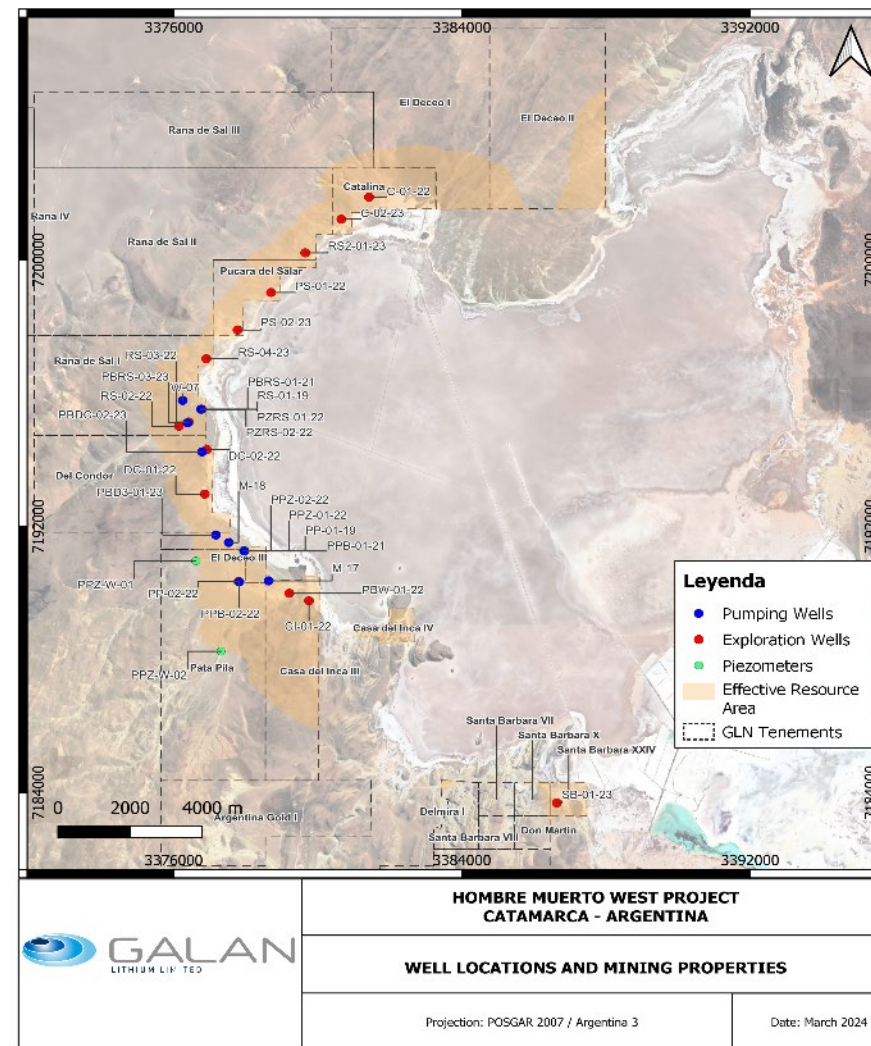 3376000
3384000
3392000
El Deceo I
El Deceo II
Rana de Sal III
Catalina
C-01-22
C-02-23
Rana IV
Rana de Sal II
RS2-01-23
7200000
7200000
Pucara del Salar
PS-01-22
PS-02-23
RS-03-22
Rana de Sal I
RS-04-23
PBRS-03-23
W-07
PBRS-01-21
RS-02-22
RS-01-19
PBDC-02-23
PZRS-01-22
PZRS-02-22
DC-02-22
DC-01-22
Del Condor
M-18
PBD3-01-23
PPZ-02-22
PPZ-01-22
7192000
7192000
PP-01-19
PPB-01-21
El Deceo III
M-17
PPZ-W-01
PP-02-22
PBW-01-22
PPB-02-22
CI-01-22
Casa del Inca IV
PPZ-W-02
Pata Pila
Casa del Inca III
Leyenda
Pumping Wells
Exploration Wells
Piezometers
Effective Resource
Area
GLN Tenements
Santa Barbara VII
Santa Barbara X
Santa Barbara XXIV
7184000
7184000
SB-01-23
0 2000 4000 m
Argentina Gold I
Delmira I
Don Martin
Santa Barbara VIII
3376000
3384000
3392000
GALAN
LITHIUM LIMITED
HOMBRE MUERTO WEST PROJECT
CATAMARCA - ARGENTINA
WELL LOCATIONS AND MINING PROPERTIES
Projection: POSGAR 2007 / Argentina 3
Date: March 2024